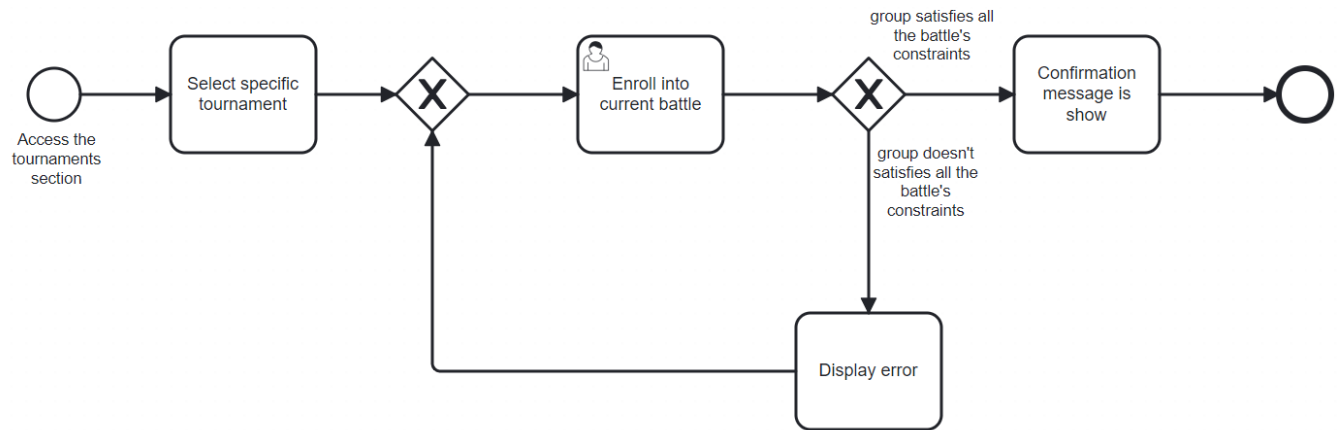 Access the
tournaments
section
Select specific
tournament
Enroll into
current battle
group satisfies all
the battle's
constraints
group doesn't
satisfies all the
battle's
constraints
Confirmation
message is
show
Display error